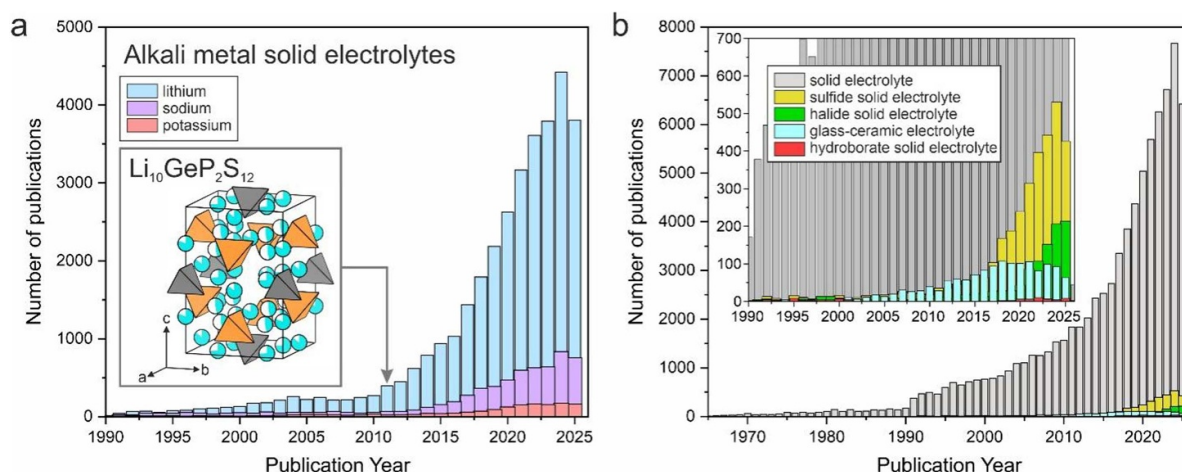 a
Alkali metal solid electrolytes
lithium
sodium
potassium
Li10GeP2S12
c
a
b
Number of publications
5000
4000
3000
2000
1000
0
1990
1995
2000
2005
2010
2015
2020
2025
Publication Year
b
Number of publications
8000
7000
6000
5000
4000
3000
2000
1000
0
1970
1980
1990
2000
2010
2020
Publication Year
700
600
500
400
300
200
100
0
1990
1995
2000
2005
2010
2015
2020
2025
solid electrolyte
sulfide solid electrolyte
halide solid electrolyte
glass-ceramic electrolyte
hydroborate solid electrolyte